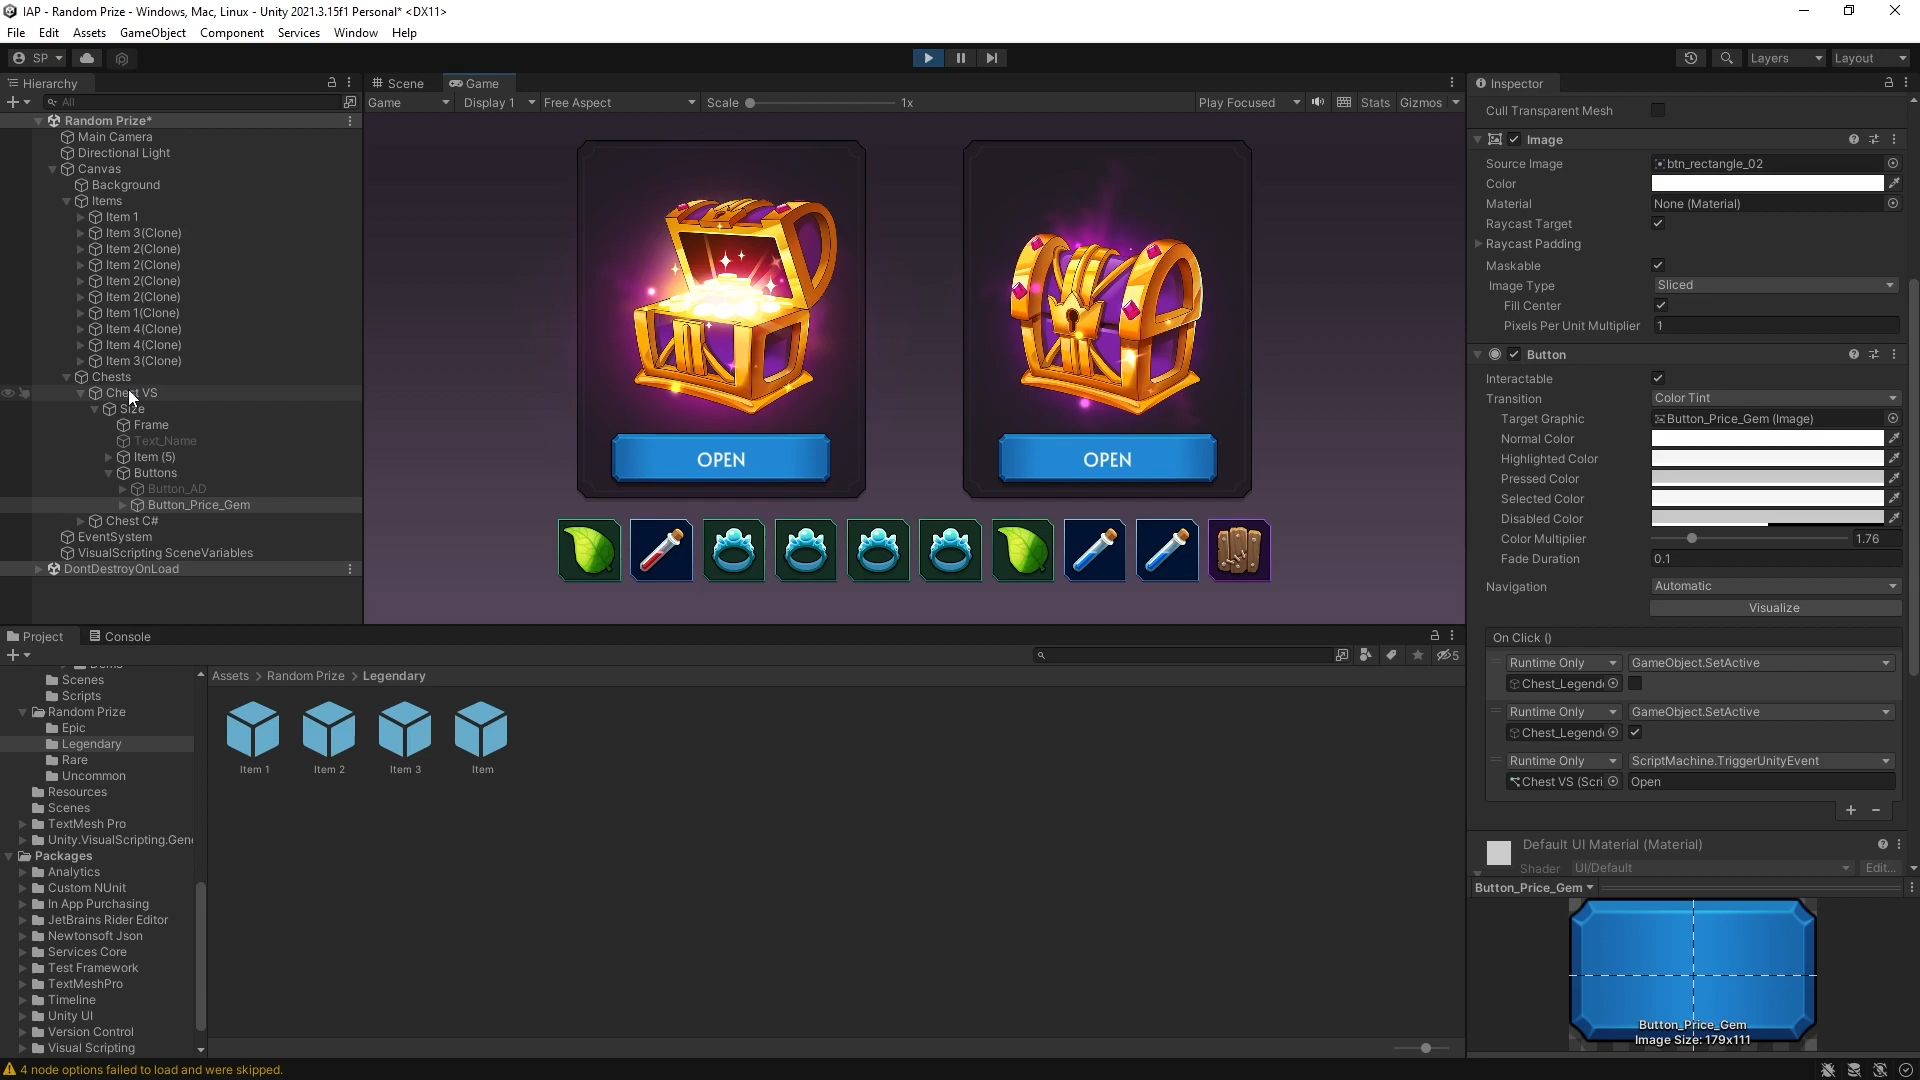 IAP - Random Prize - Windows, Mac, Linux - Unity 2021.3.15f1 Personal* <DX11>
File Edit Assets GameObject Component Services Window Help
SP
Layers Layout
Hierarchy
All
Random Prize*
Main Camera
Directional Light
Canvas
Background
Items
Item 1
Item 3(Clone)
Item 2(Clone)
Item 2(Clone)
Item 2(Clone)
Item 2(Clone)
Item 1(Clone)
Item 4(Clone)
Item 4(Clone)
Item 3(Clone)
Chests
Chest VS
Size
Frame
Text_Name
Item (5)
Buttons
Button_AD
Button_Price_Gem
Chest C#
EventSystem
VisualScripting SceneVariables
DontDestroyOnLoad
Scene Game
Game Display 1 Free Aspect Scale 1x Play Focused Stats Gizmos
OPEN
OPEN
Inspector
Cull Transparent Mesh
Image
Source Image btn_rectangle_02
Color
Material None (Material)
Raycast Target
Raycast Padding
Maskable
Image Type Sliced
Fill Center
Pixels Per Unit Multiplier 1
Button
Interactable
Transition Color Tint
Target Graphic Button_Price_Gem (Image)
Normal Color
Highlighted Color
Pressed Color
Selected Color
Disabled Color
Color Multiplier 1.76
Fade Duration 0.1
Navigation Automatic
Visualize
On Click ()
Runtime Only GameObject.SetActive
Chest_Legend
Runtime Only GameObject.SetActive
Chest_Legend
Runtime Only ScriptMachine.TriggerUnityEvent
Chest VS (Scri Open
Default UI Material (Material)
Shader UI/Default Edit...
Button_Price_Gem
Button_Price_Gem
Image Size: 179x111
Project Console
5
Scenes
Scripts
Random Prize
Epic
Legendary
Rare
Uncommon
Resources
Scenes
TextMesh Pro
Unity.VisualScripting.Gene
Packages
Analytics
Custom NUnit
In App Purchasing
JetBrains Rider Editor
Newtonsoft Json
Services Core
Test Framework
TextMeshPro
Timeline
Unity UI
Version Control
Visual Scripting
Assets > Random Prize > Legendary
Item 1 Item 2 Item 3 Item
4 node options failed to load and were skipped.